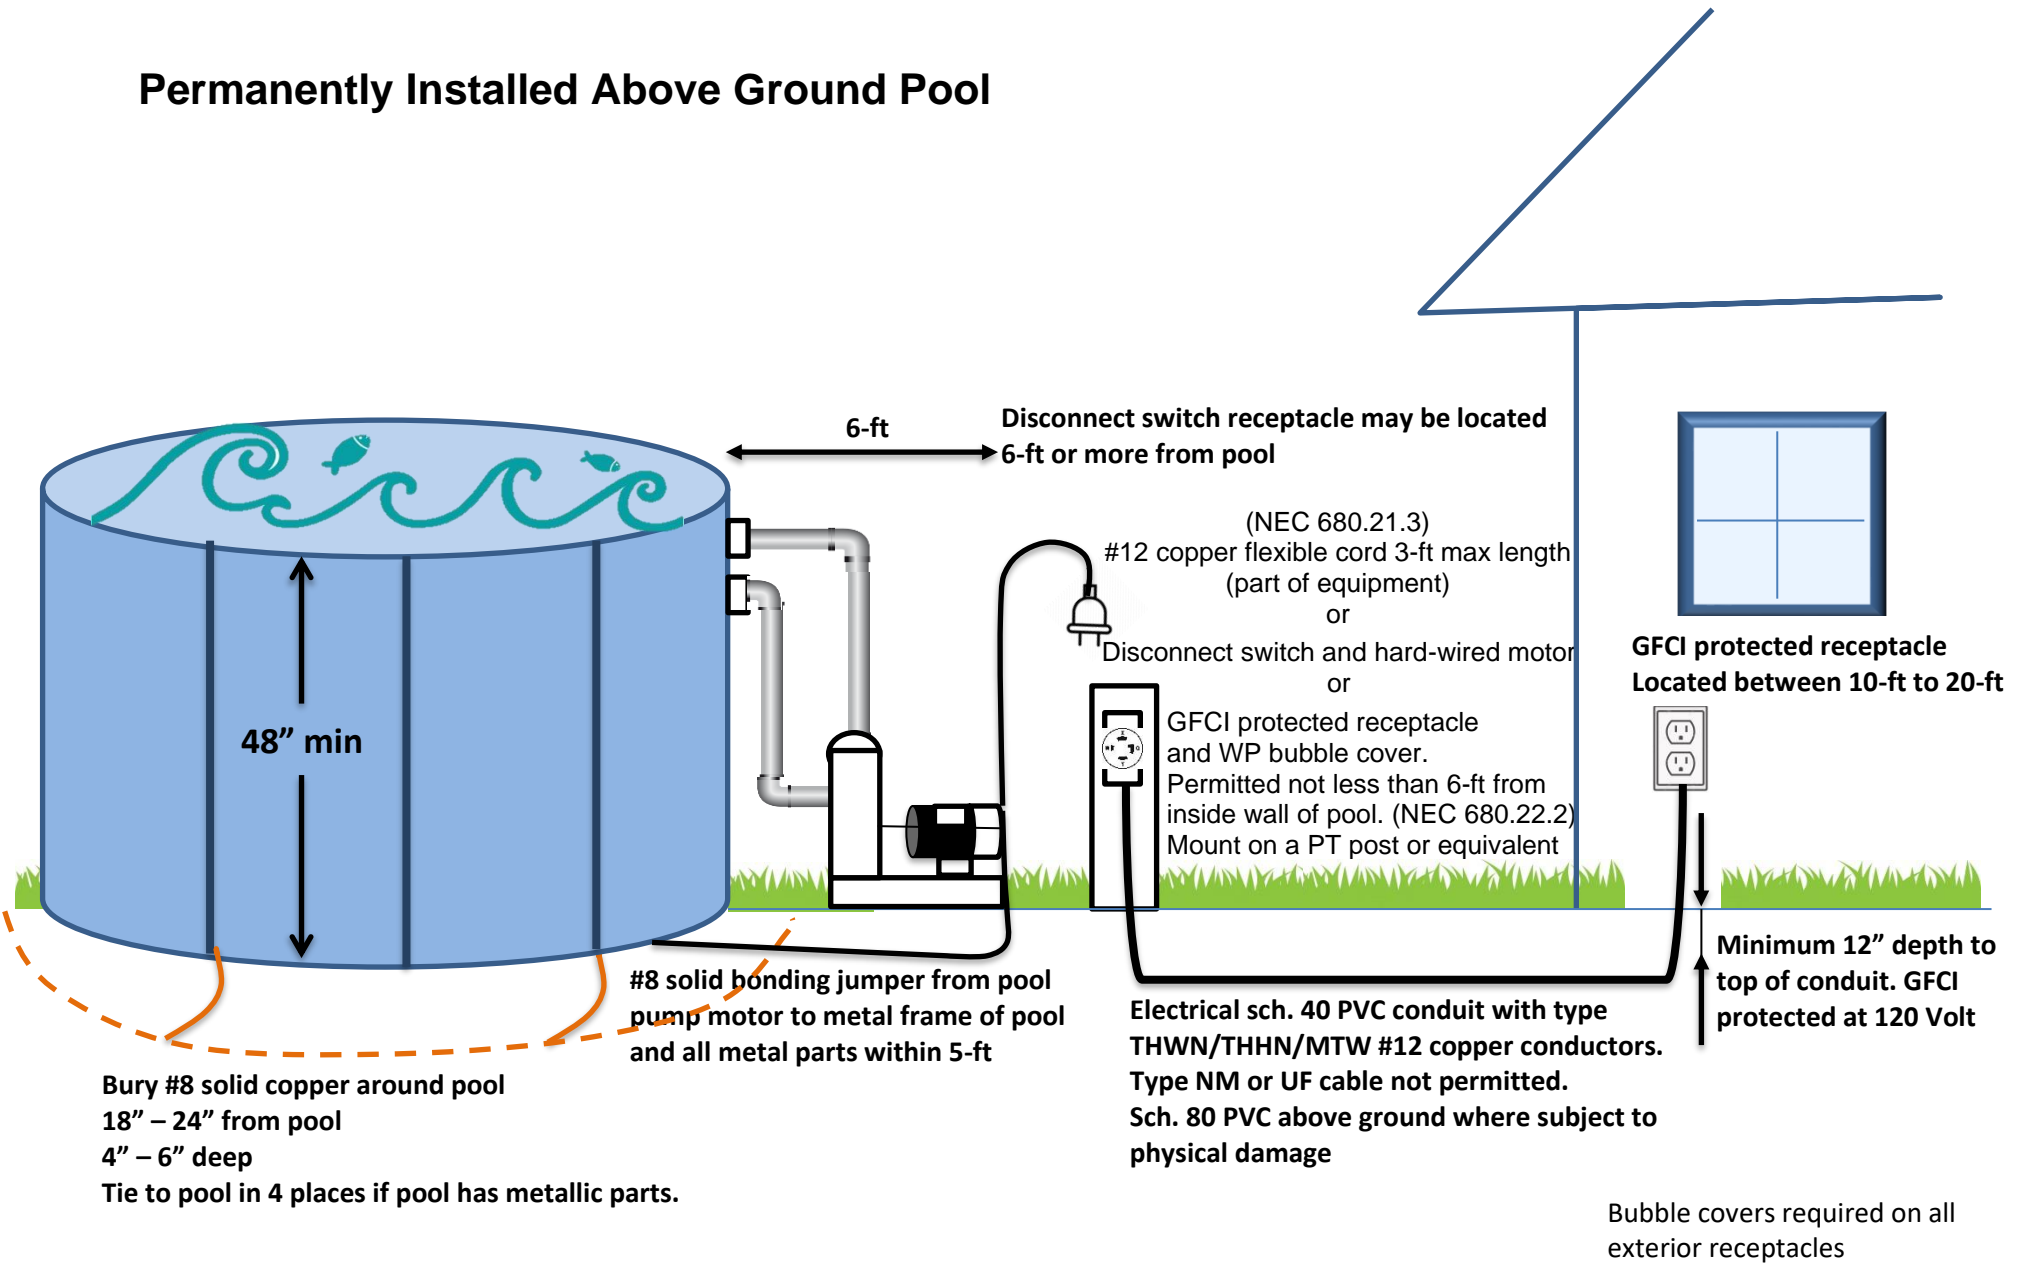 Permanently Installed Above Ground Pool
6-ft
Disconnect switch receptacle may be located
6-ft or more from pool
(NEC 680.21.3)
#12 copper flexible cord 3-ft max length
(part of equipment)
or
Disconnect switch and hard-wired motor
or
GFCI protected receptacle
and WP bubble cover.
Permitted not less than 6-ft from
inside wall of pool. (NEC 680.22.2)
Mount on a PT post or equivalent
GFCI protected receptacle
Located between 10-ft to 20-ft
48” min
#8 solid bonding jumper from pool
pump motor to metal frame of pool
and all metal parts within 5-ft
Minimum 12” depth to
top of conduit. GFCI
protected at 120 Volt
Electrical sch. 40 PVC conduit with type
THWN/THHN/MTW #12 copper conductors.
Type NM or UF cable not permitted.
Sch. 80 PVC above ground where subject to
physical damage
Bury #8 solid copper around pool
18” – 24” from pool
4” – 6” deep
Tie to pool in 4 places if pool has metallic parts.
Bubble covers required on all
exterior receptacles